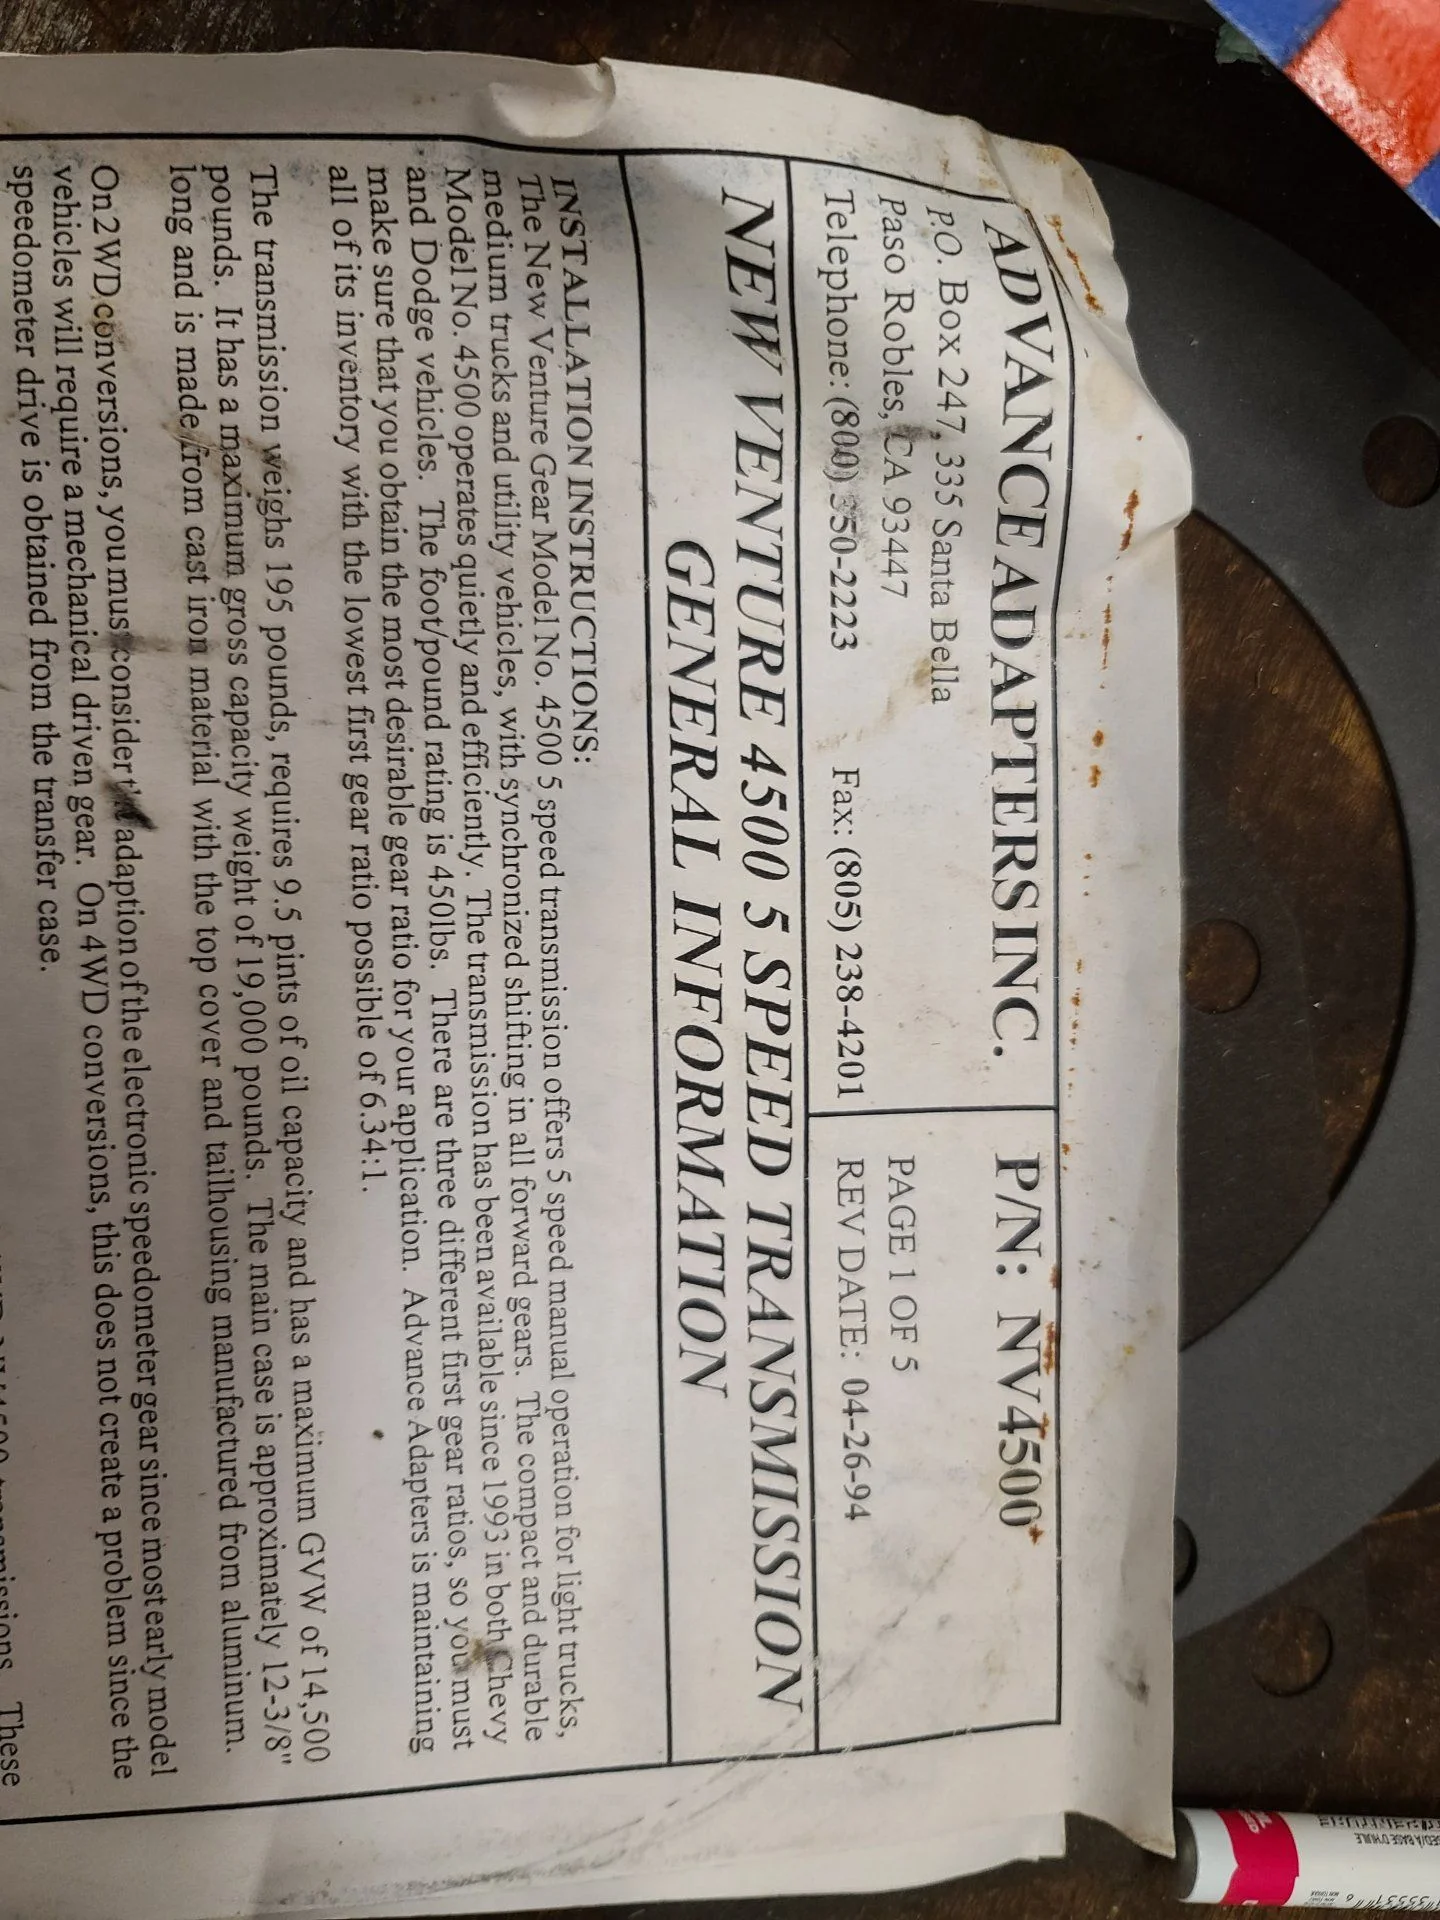 ADVANCE ADAPTERS INC.
P.O. Box 247, 335 Santa Bella
Paso Robles, CA 93447
Telephone: (800) 350-2223 Fax: (805) 238-4201
P/N: NV4500
PAGE 1 OF 5
REV DATE: 04-26-94
NEW VENTURE 4500 5 SPEED TRANSMISSION
GENERAL INFORMATION
INSTALLATION INSTRUCTIONS:
The New Venture Gear Model No. 4500 5 speed transmission offers 5 speed manual operation for light trucks,
medium trucks and utility vehicles, with synchronized shifting in all forward gears. The compact and durable
Model No. 4500 operates quietly and efficiently. The transmission has been available since 1993 in both Chevy
and Dodge vehicles. The foot/pound rating is 450lbs. There are three different first gear ratios, so you must
make sure that you obtain the most desirable gear ratio for your application. Advance Adapters is maintaining
all of its inventory with the lowest first gear ratio possible of 6.34:1.
The transmission weighs 195 pounds, requires 9.5 pints of oil capacity and has a maximum GVW of 14,500
pounds. It has a maximum gross capacity weight of 19,000 pounds. The main case is approximately 12-3/8"
long and is made from cast iron material with the top cover and tailhousing manufactured from aluminum.
On 2WD conversions, you must consider the adaption of the electronic speedometer gear since most early model
vehicles will require a mechanical driven gear. On 4WD conversions, this does not create a problem since the
speedometer drive is obtained from the transfer case.
transmissions. These